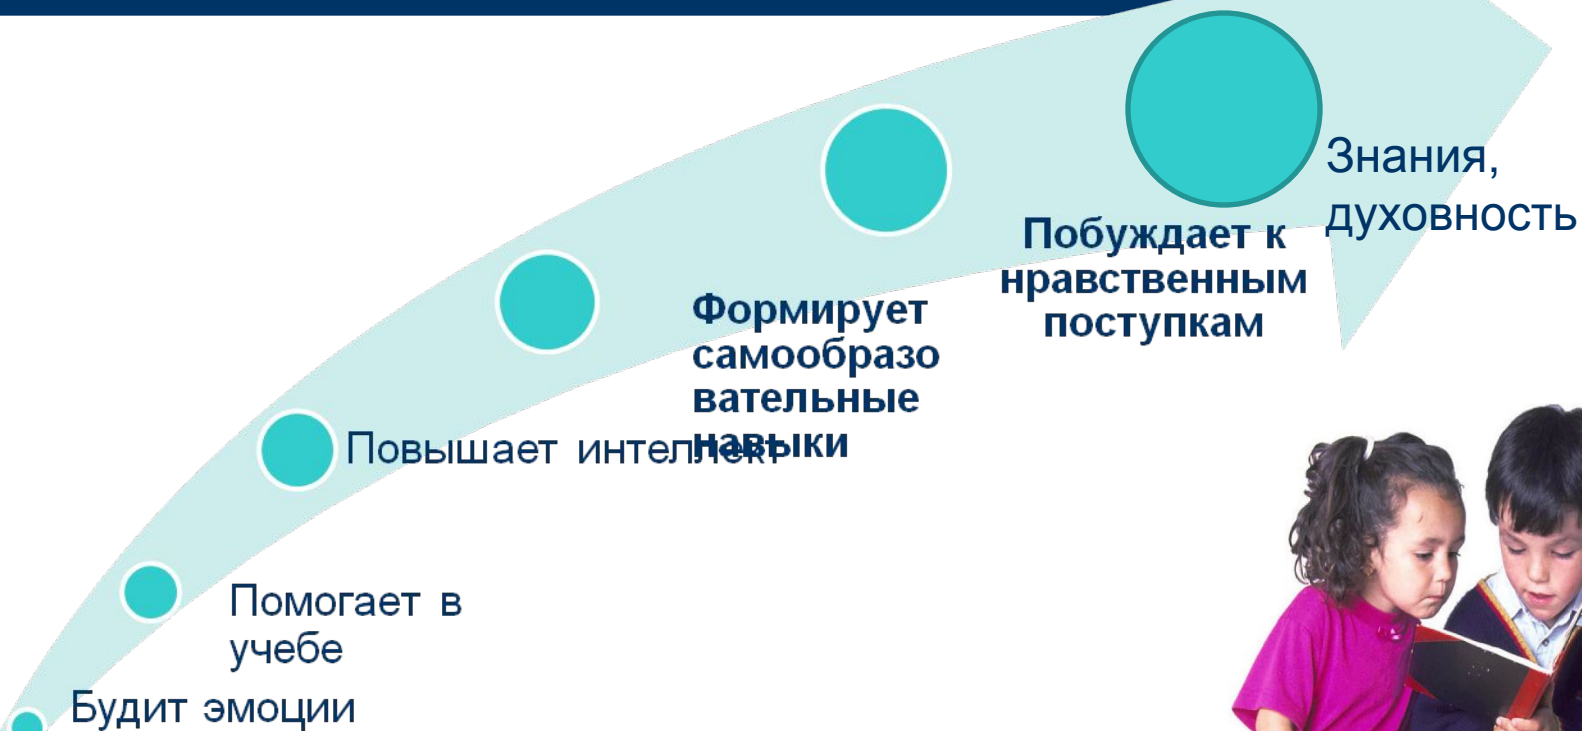 Знания,
духовность
Побуждает к
нравственным
поступкам
Формирует
самообразо
вательные
навыки
Повышает интеллект
Помогает в
учебе
Будит эмоции